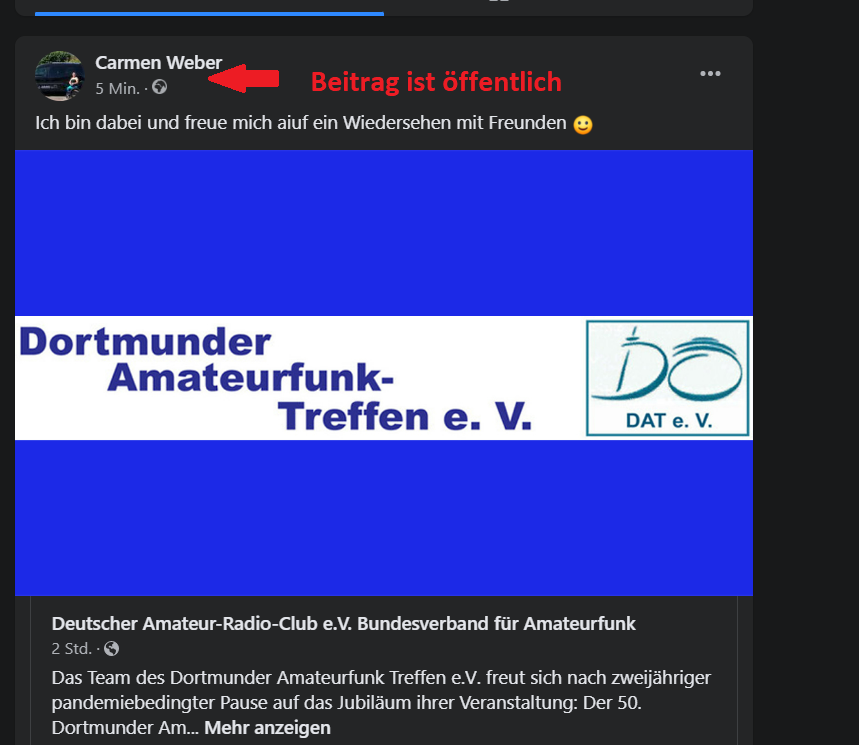 Carmen Weber
5 Min. ·
Beitrag ist öffentlich
Ich bin dabei und freue mich aiuf ein Wiedersehen mit Freunden 🙂
Dortmunder
Amateurfunk-
Treffen e. V.
DO
DAT e. V.
Deutscher Amateur-Radio-Club e.V. Bundesverband für Amateurfunk
2 Std. ·
Das Team des Dortmunder Amateurfunk Treffen e.V. freut sich nach zweijähriger
pandemiebedingter Pause auf das Jubiläum ihrer Veranstaltung: Der 50.
Dortmunder Am... Mehr anzeigen